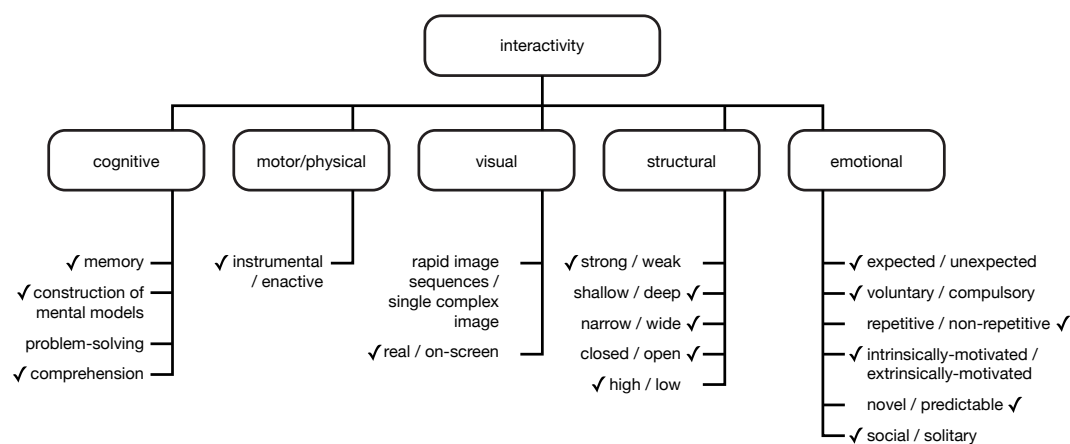 interactivity
cognitive
motor/physical
visual
structural
emotional
✓ memory
✓ construction of
mental models
problem-solving
✓ comprehension
✓ instrumental
/ enactive
rapid image
sequences /
single complex
image
✓ real / on-screen
✓ strong / weak
shallow / deep ✓
narrow / wide ✓
closed / open ✓
✓ high / low
✓ expected / unexpected
✓ voluntary / compulsory
repetitive / non-repetitive ✓
✓ intrinsically-motivated /
extrinsically-motivated
novel / predictable ✓
✓ social / solitary